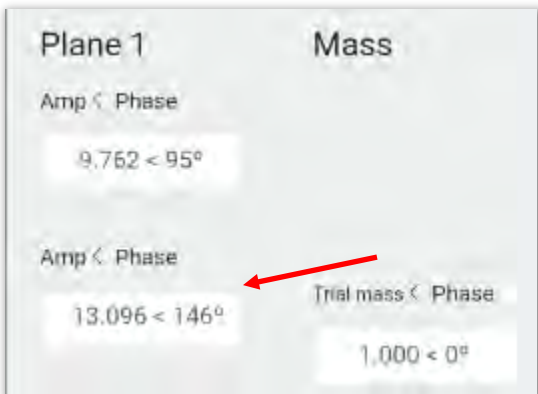 Plane 1 Mass
Amp < Phase
9.762 < 95º
Amp < Phase
13.096 < 146º
Trial mass < Phase
1.000 < 0º